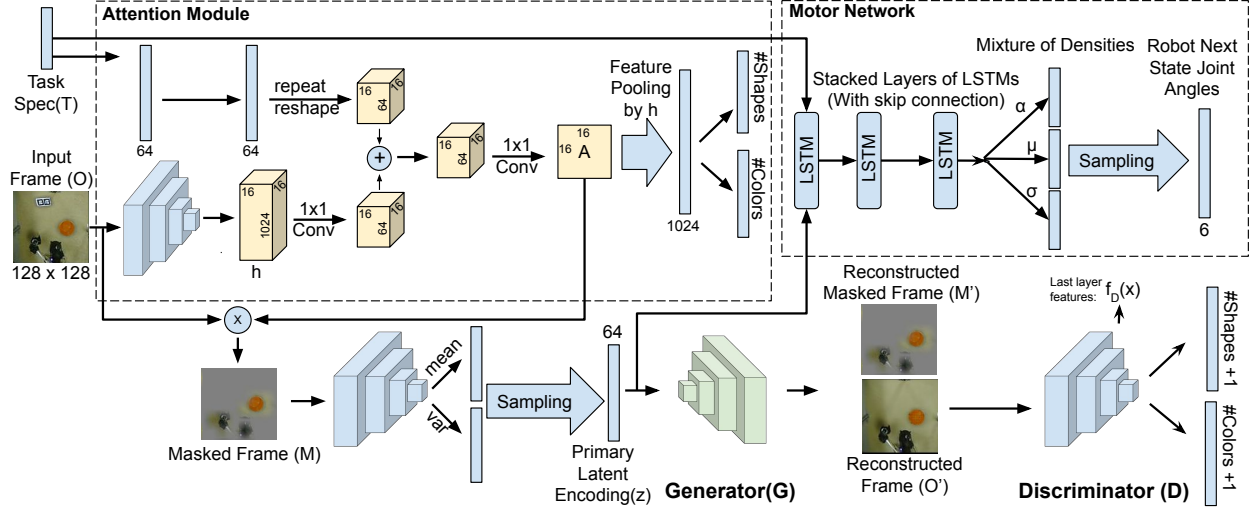 Attention Module
Task
Spec(T)
64
64
repeat
reshape
16
16
64
+
16
64
16
1x1
Conv
16
16
A
Feature
Pooling
by h
1024
#Shapes
#Colors
Input
Frame (O)
128 x 128
16
16
1024
h
1x1
Conv
16
16
64
Motor Network
Stacked Layers of LSTMs
(With skip connection)
LSTM
LSTM
LSTM
Mixture of Densities
α
μ
σ
Sampling
Robot Next
State Joint
Angles
6
x
Masked Frame (M)
mean
var
Sampling
64
Primary
Latent
Encoding(z)
Generator(G)
Reconstructed
Masked Frame (M')
Reconstructed
Frame (O')
Last layer
features:
f_D(x)
Discriminator (D)
#Shapes +1
#Colors +1